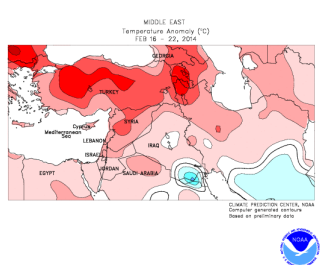 MIDDLE EAST
Temperature Anomaly (°C)
FEB 16 - 22, 2014
GEORGIA
TURKEY
Cyprus
SYRIA
Mediterranean
Sea
LEBANON
IRAQ
ISRAEL
JORDAN
EGYPT
SAUDI ARABIA
CLIMATE PREDICTION CENTER, NOAA
Computer generated contours
Based on preliminary data
NOAA